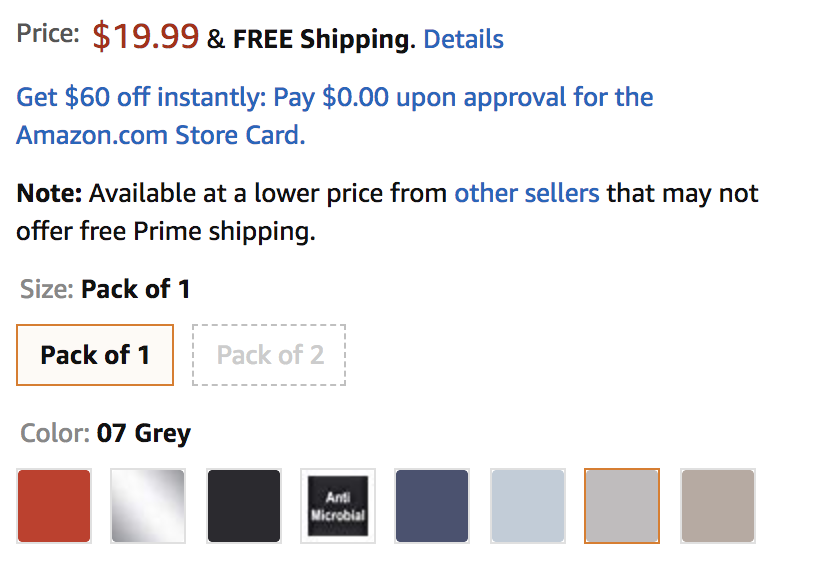 Price: $19.99 & FREE Shipping. Details
Get $60 off instantly: Pay $0.00 upon approval for the
Amazon.com Store Card.
Note: Available at a lower price from other sellers that may not
offer free Prime shipping.
Size: Pack of 1
Pack of 1 Pack of 2
Color: 07 Grey
Anti
Microbial